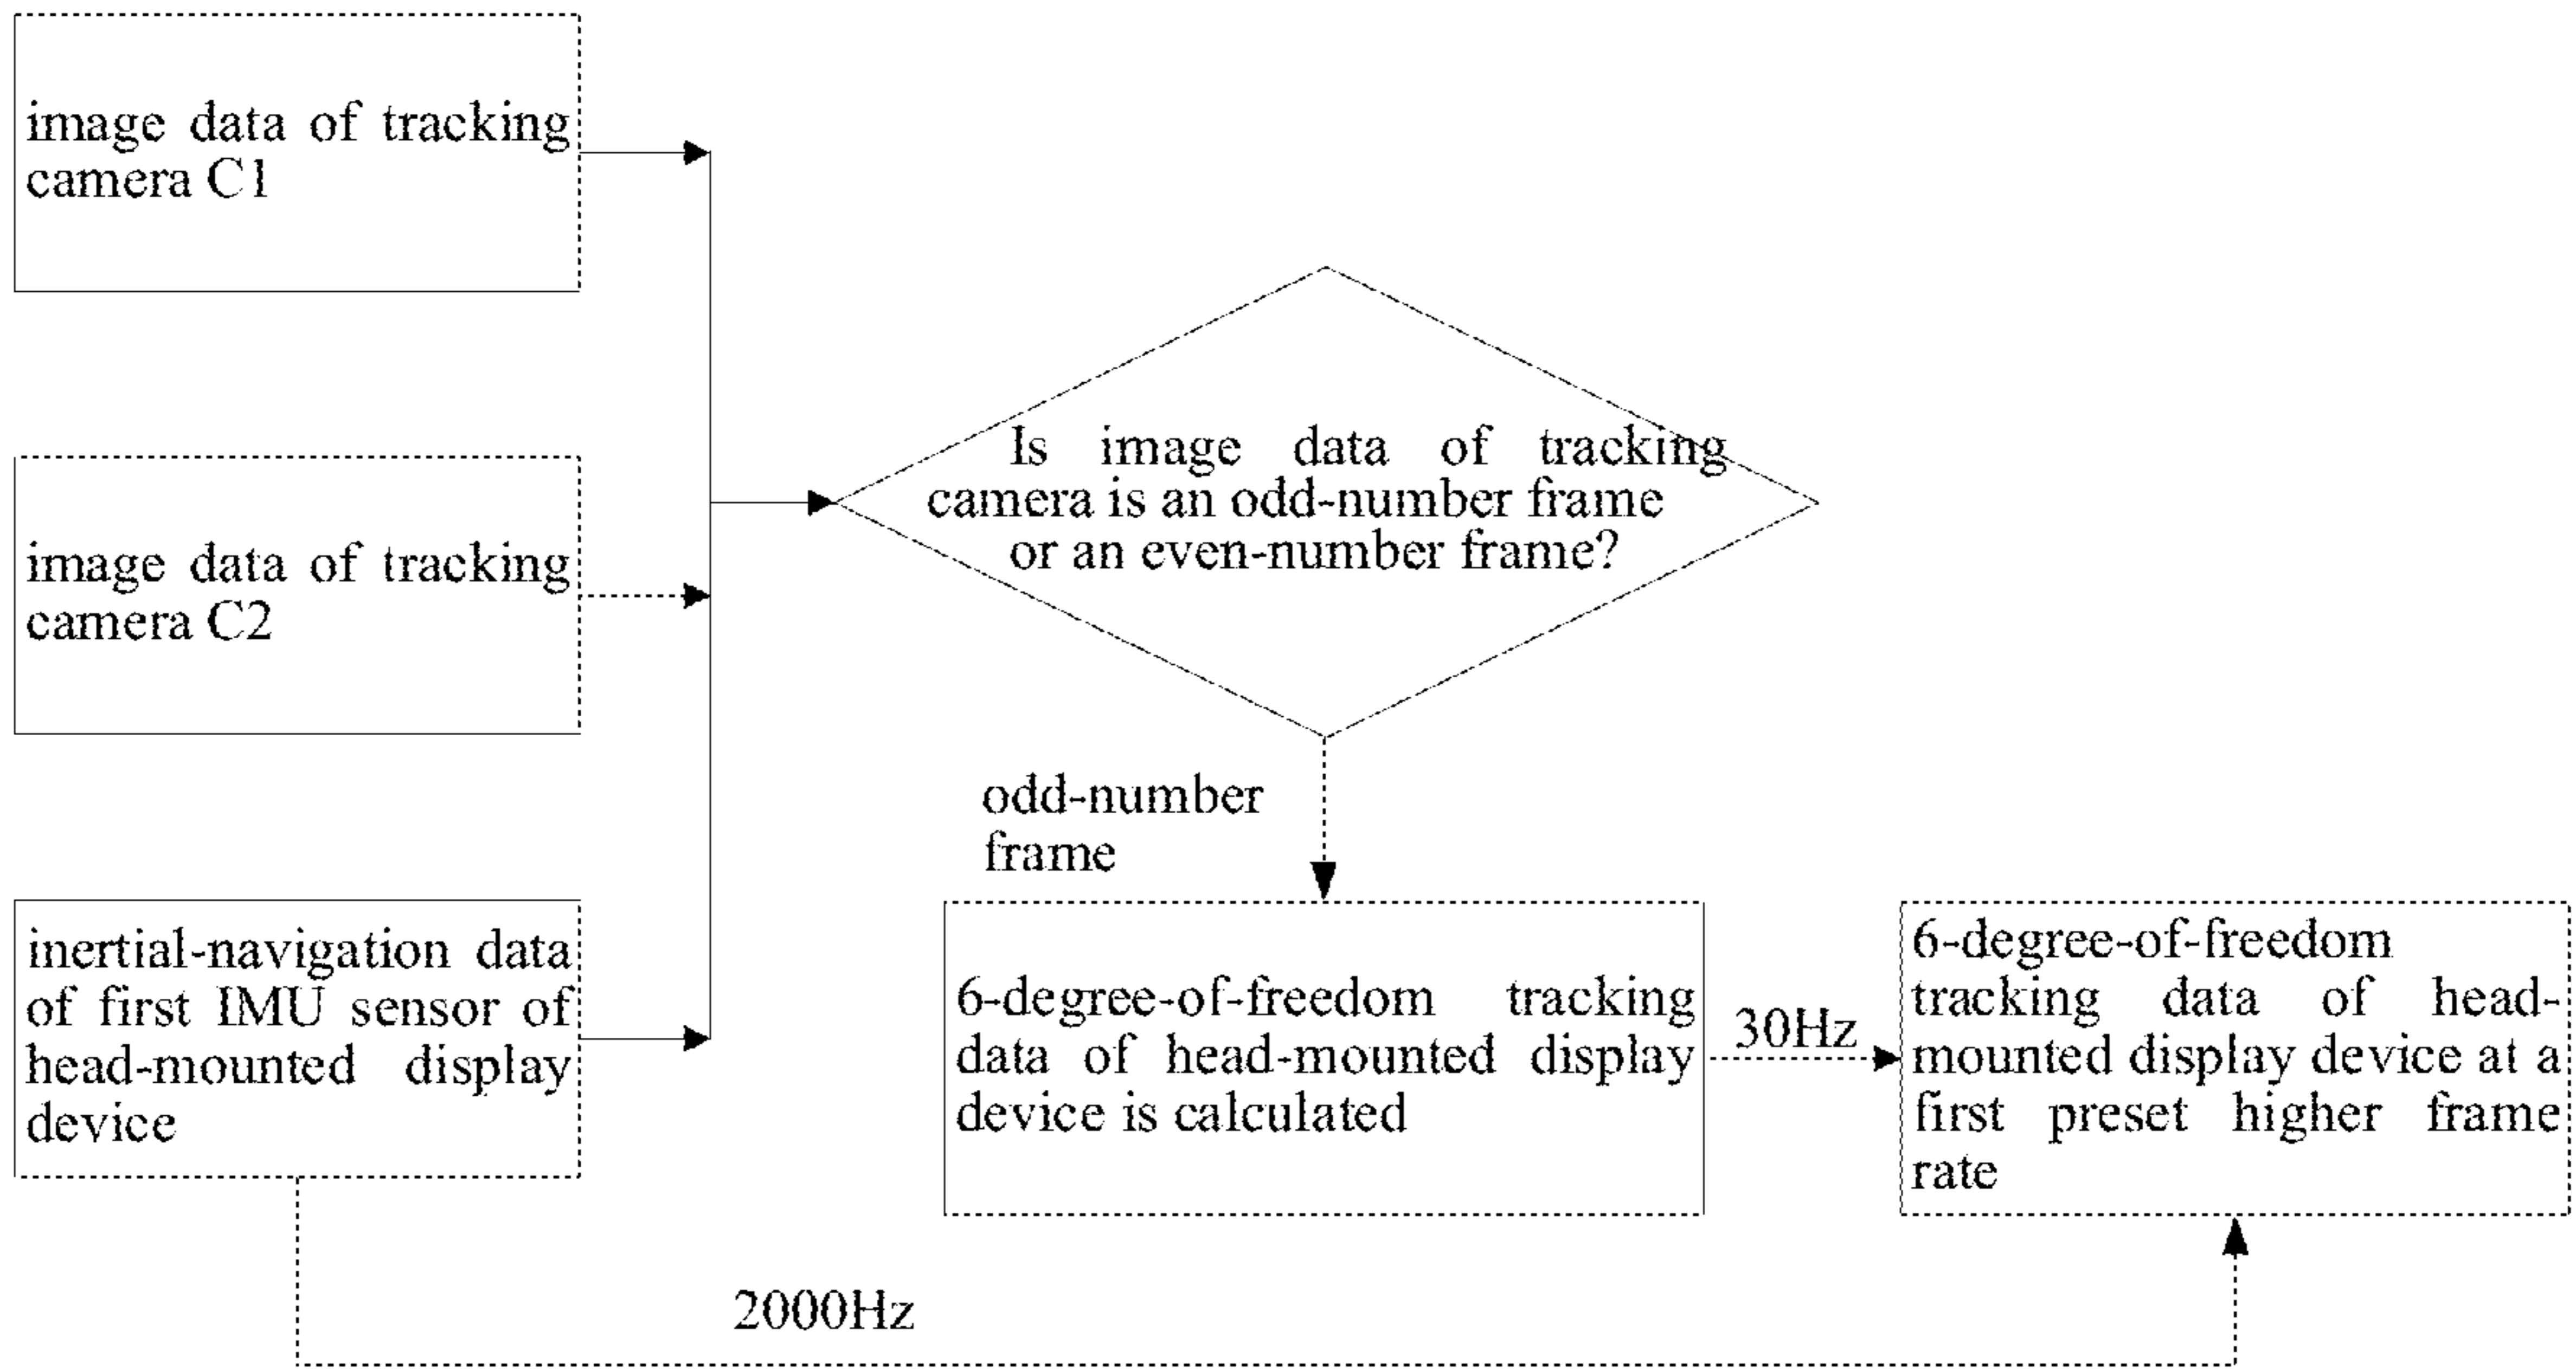 image data of tracking
camera C1
image data of tracking
camera C2
inertial-navigation data
of first IMU sensor of
head-mounted display
device
Is image data of tracking
camera is an odd-number frame
or an even-number frame?
odd-number
frame
6-degree-of-freedom tracking
data of head-mounted display
device is calculated
30Hz
6-degree-of-freedom
tracking data of head-
mounted display device at a
first preset higher frame
rate
2000Hz